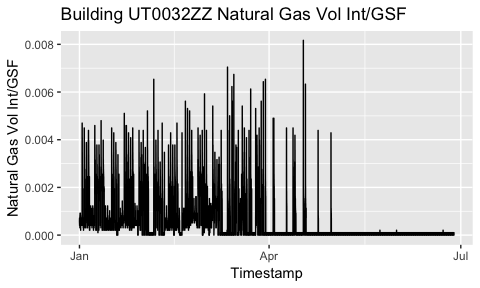 Building UT0032ZZ Natural Gas Vol Int/GSF
Natural Gas Vol Int/GSF
0.008
0.006
0.004
0.002
0.000
Jan
Apr
Jul
Timestamp